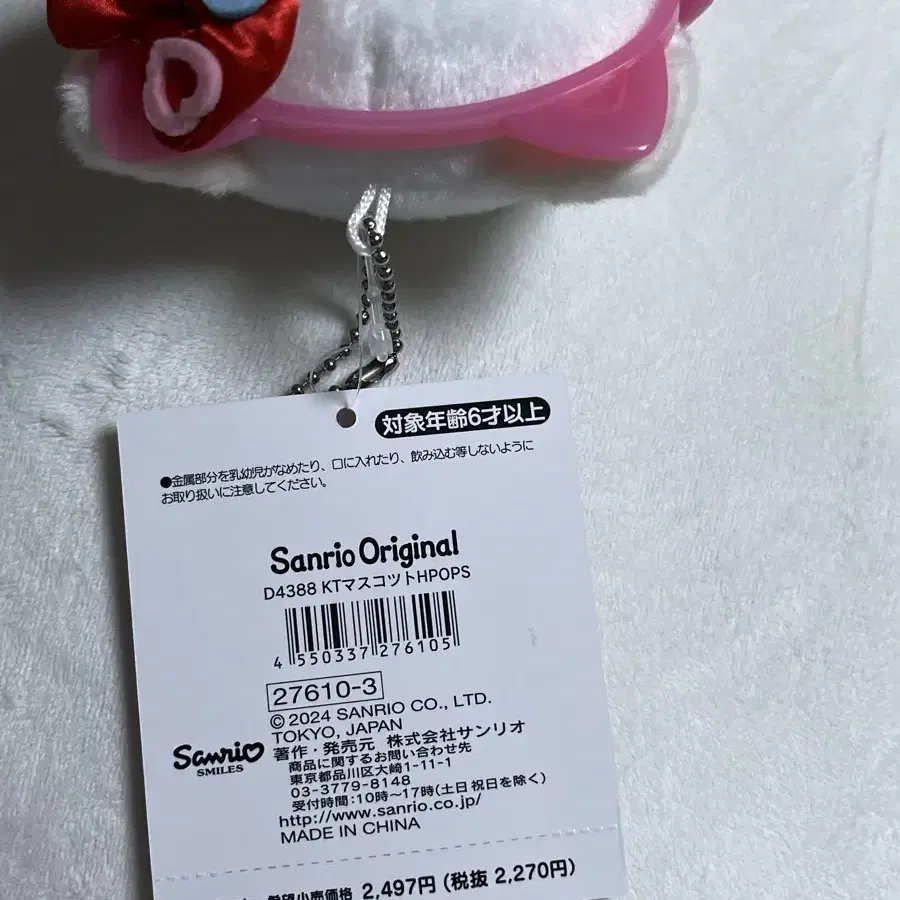 対象年齢6才以上
●金属部分を乳幼児がなめたり、口に入れたり、飲み込む等しないように
お取り扱いに注意してください。
Sanrio Original
D4388 KTマスコットHPOPS
4 550337 276105
27610-3
© 2024 SANRIO CO., LTD.
TOKYO, JAPAN
著作・発売元 株式会社サンリオ
Sanrio
SMILES
商品に関するお問い合わせ先
東京都品川区大崎1-11-1
03-3779-8148
受付時間:10時~17時(土日 祝日を除く)
http://www.sanrio.co.jp/
MADE IN CHINA
希望小売価格 2,497円 (税抜 2,270円)